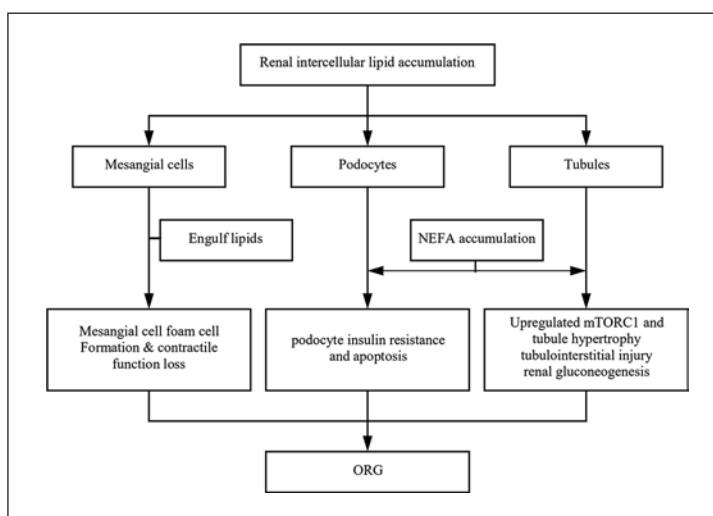 Renal intercellular lipid accumulation
Mesangial cells
Podocytes
Tubules
Engulf lipids
NEFA accumulation
Mesangial cell foam cell
Formation & contractile
function loss
podocyte insulin resistance
and apoptosis
Upregulated mTORC1 and
tubule hypertrophy
tubulointerstitial injury
renal gluconeogenesis
ORG